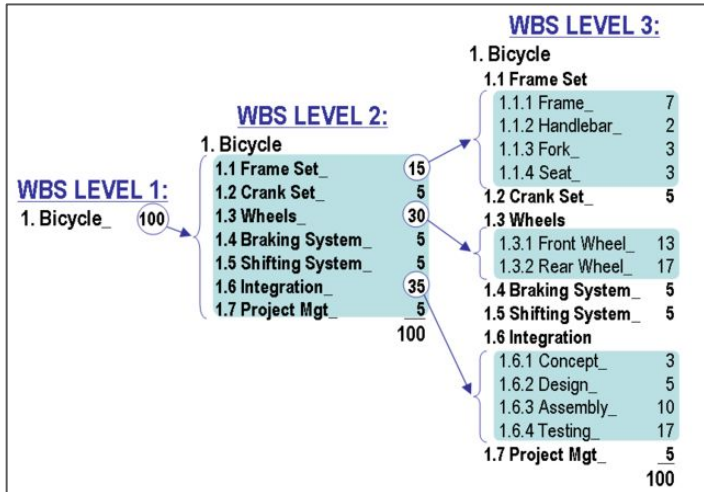 WBS LEVEL 1:
1. Bicycle_ 100
WBS LEVEL 2:
1. Bicycle
1.1 Frame Set_ 15
1.2 Crank Set_ 5
1.3 Wheels_ 30
1.4 Braking System_ 5
1.5 Shifting System_ 5
1.6 Integration_ 35
1.7 Project Mgt_ 5
100
WBS LEVEL 3:
1. Bicycle
1.1 Frame Set
1.1.1 Frame_ 7
1.1.2 Handlebar_ 2
1.1.3 Fork_ 3
1.1.4 Seat_ 3
1.2 Crank Set_ 5
1.3 Wheels
1.3.1 Front Wheel_ 13
1.3.2 Rear Wheel_ 17
1.4 Braking System_ 5
1.5 Shifting System_ 5
1.6 Integration
1.6.1 Concept_ 3
1.6.2 Design_ 5
1.6.3 Assembly_ 10
1.6.4 Testing_ 17
1.7 Project Mgt_ 5
100